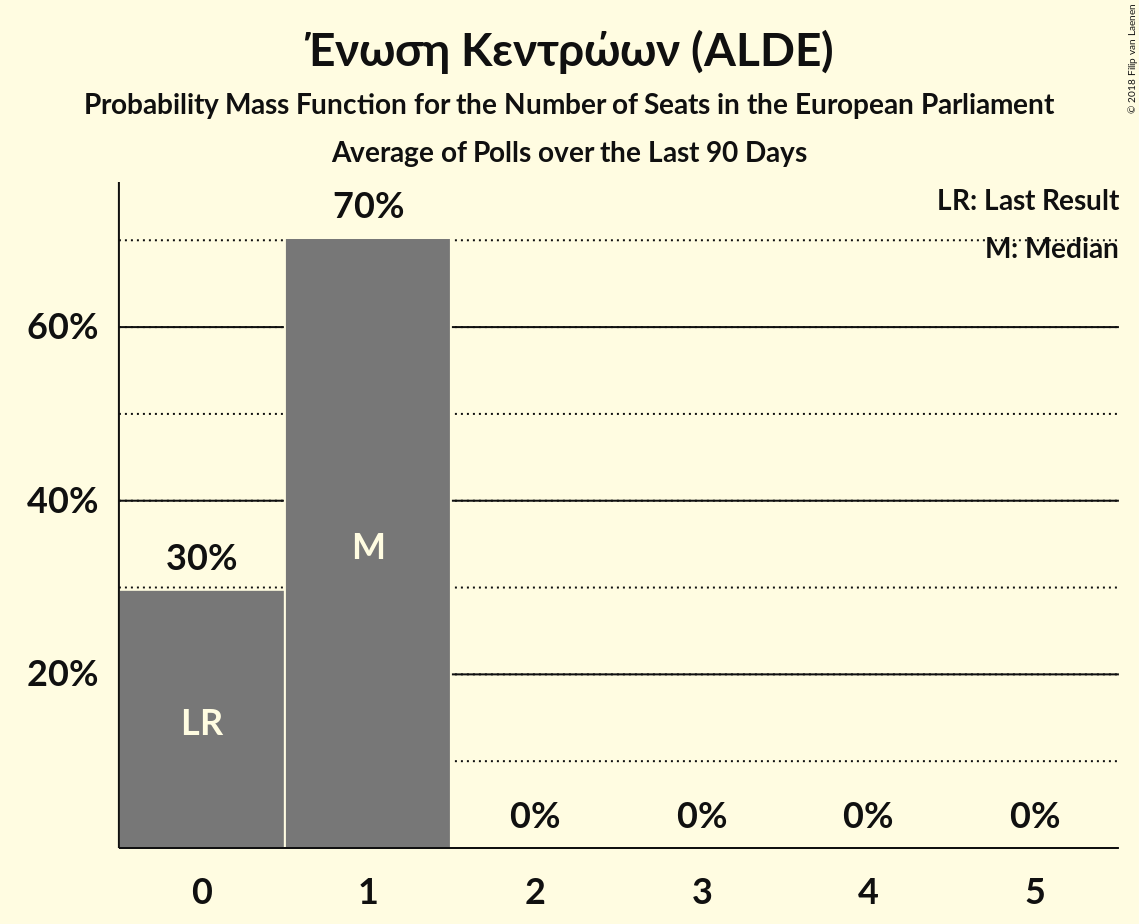 Ένωση Κεντρώων (ALDE)
Probability Mass Function for the Number of Seats in the European Parliament
Average of Polls over the Last 90 Days
© 2018 Filip van Laenen
LR: Last Result
M: Median
70%
60%
40%
30%
20%
M
LR
0% 0% 0% 0%
0 1 2 3 4 5